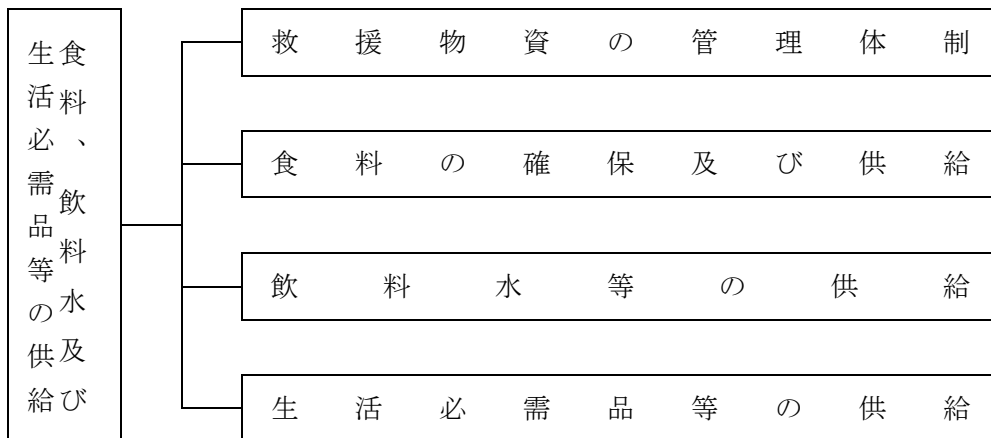 食料、飲料水及び
生活必需品等の供給
救援物資の管理体制
食料の確保及び供給
飲料水等の供給
生活必需品等の供給